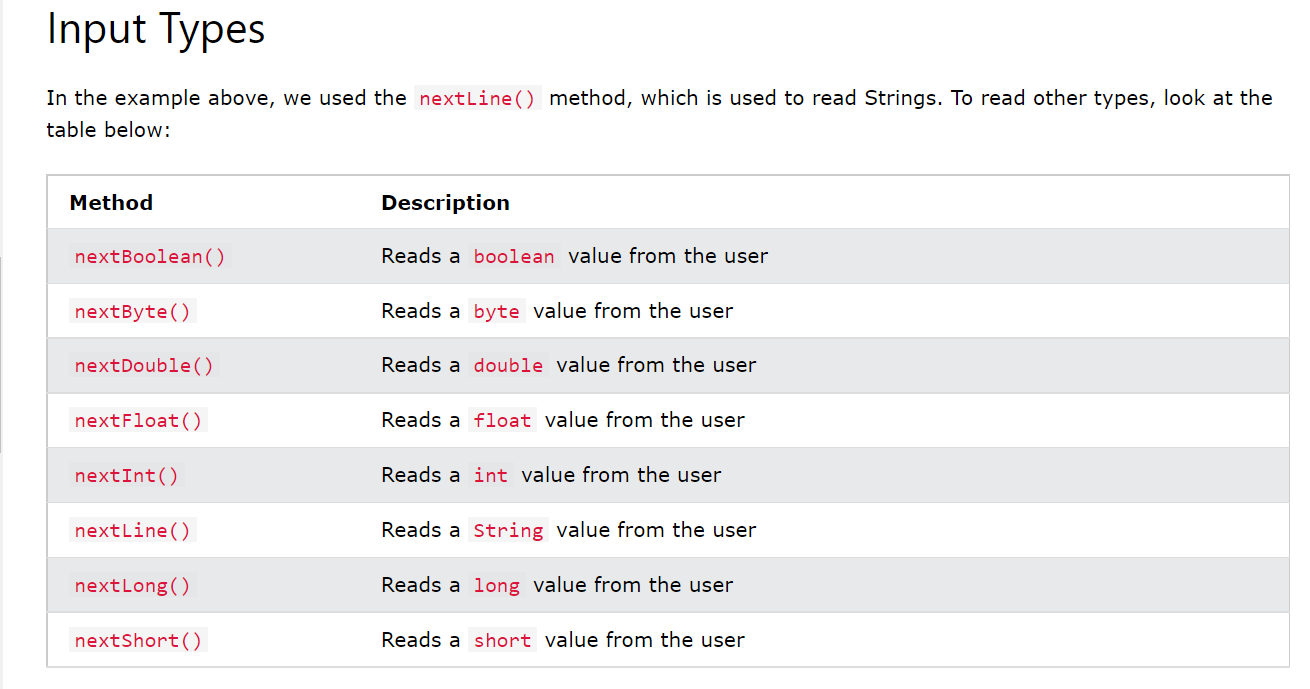 Input Types
In the example above, we used the nextLine() method, which is used to read Strings. To read other types, look at the
table below:
Method Description
nextBoolean() Reads a boolean value from the user
nextByte() Reads a byte value from the user
nextDouble() Reads a double value from the user
nextFloat() Reads a float value from the user
nextInt() Reads a int value from the user
nextLine() Reads a String value from the user
nextLong() Reads a long value from the user
nextShort() Reads a short value from the user